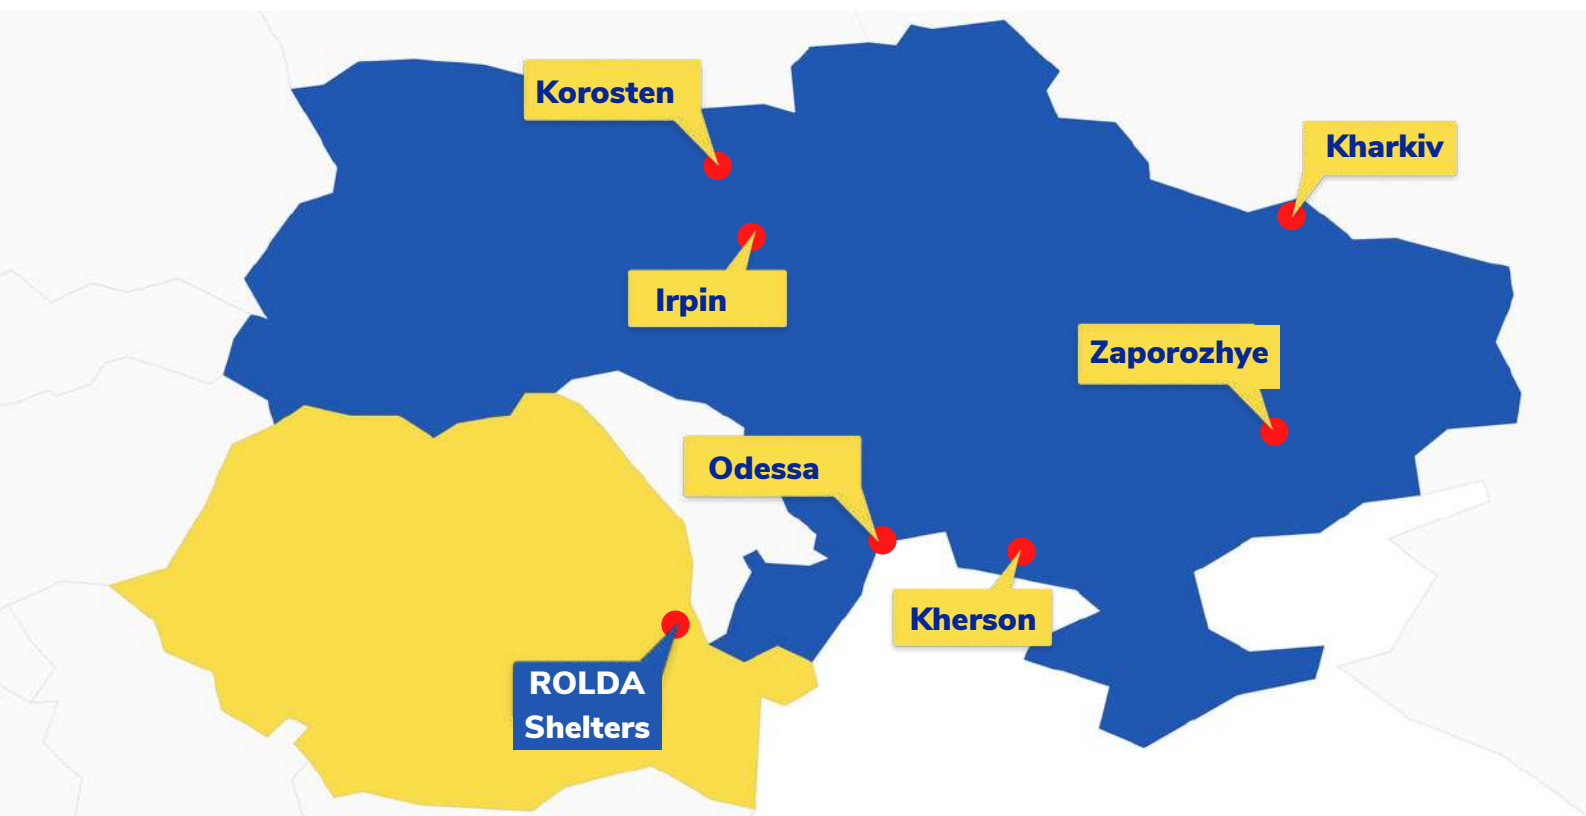 Korosten
Kharkiv
Irpin
Zaporozhye
Odessa
Kherson
ROLDA
Shelters